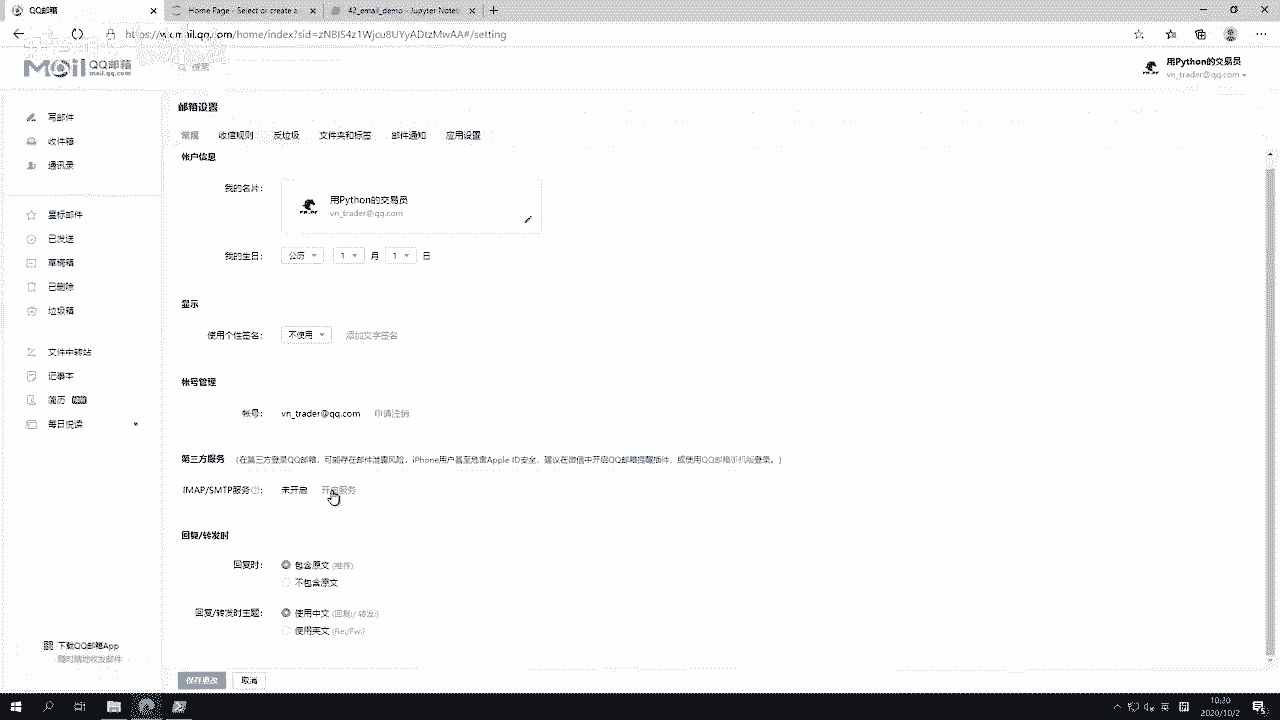 QQ邮箱
Home Page - Select or create a
42_email_demo - Jupyter Noteb
mail.qq.com/home/index?sid=zNBIS4z1Wjcu8UYyADtzMwAA#/setting
Mail QQ邮箱
mail.qq.com
搜索
用Python的交易员
vn_trader@qq.com
写邮件
收件箱
通讯录
星标邮件
已发送
草稿箱
已删除
垃圾箱
文件中转站
记事本
简历
每日悦读
下载QQ邮箱App
随时随地收发邮件
邮箱设置
常规 收信规则 反垃圾 文件夹和标签 邮件通知 应用设置
帐户信息
我的名片:
用Python的交易员
vn_trader@qq.com
我的生日: 公历 1 月 1 日
显示
使用个性签名: 不使用 添加文字签名
帐号管理
帐号: vn_trader@qq.com 申请注销
第三方服务 (在第三方登录QQ邮箱，可能存在邮件泄露风险，iPhone用户甚至危害Apple ID安全，建议在微信中开启QQ邮箱提醒插件，或使用QQ邮箱手机版登录。)
IMAP/SMTP服务: 未开启 开启服务
回复/转发时
回复时: 包含原文 (推荐)
不包含原文
回复/转发时主题: 使用中文 (回复:/ 转发:)
使用英文 (Re:/Fw:)
保存更改 取消
10:30
2020/10/2